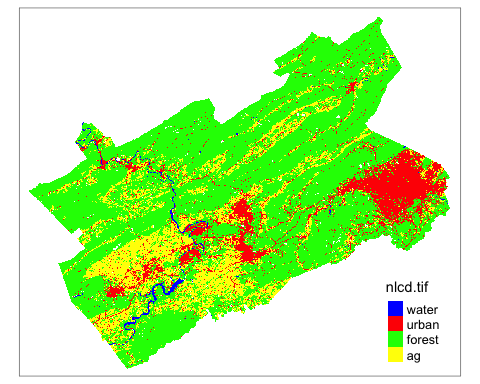 nlcd.tif
water
urban
forest
ag